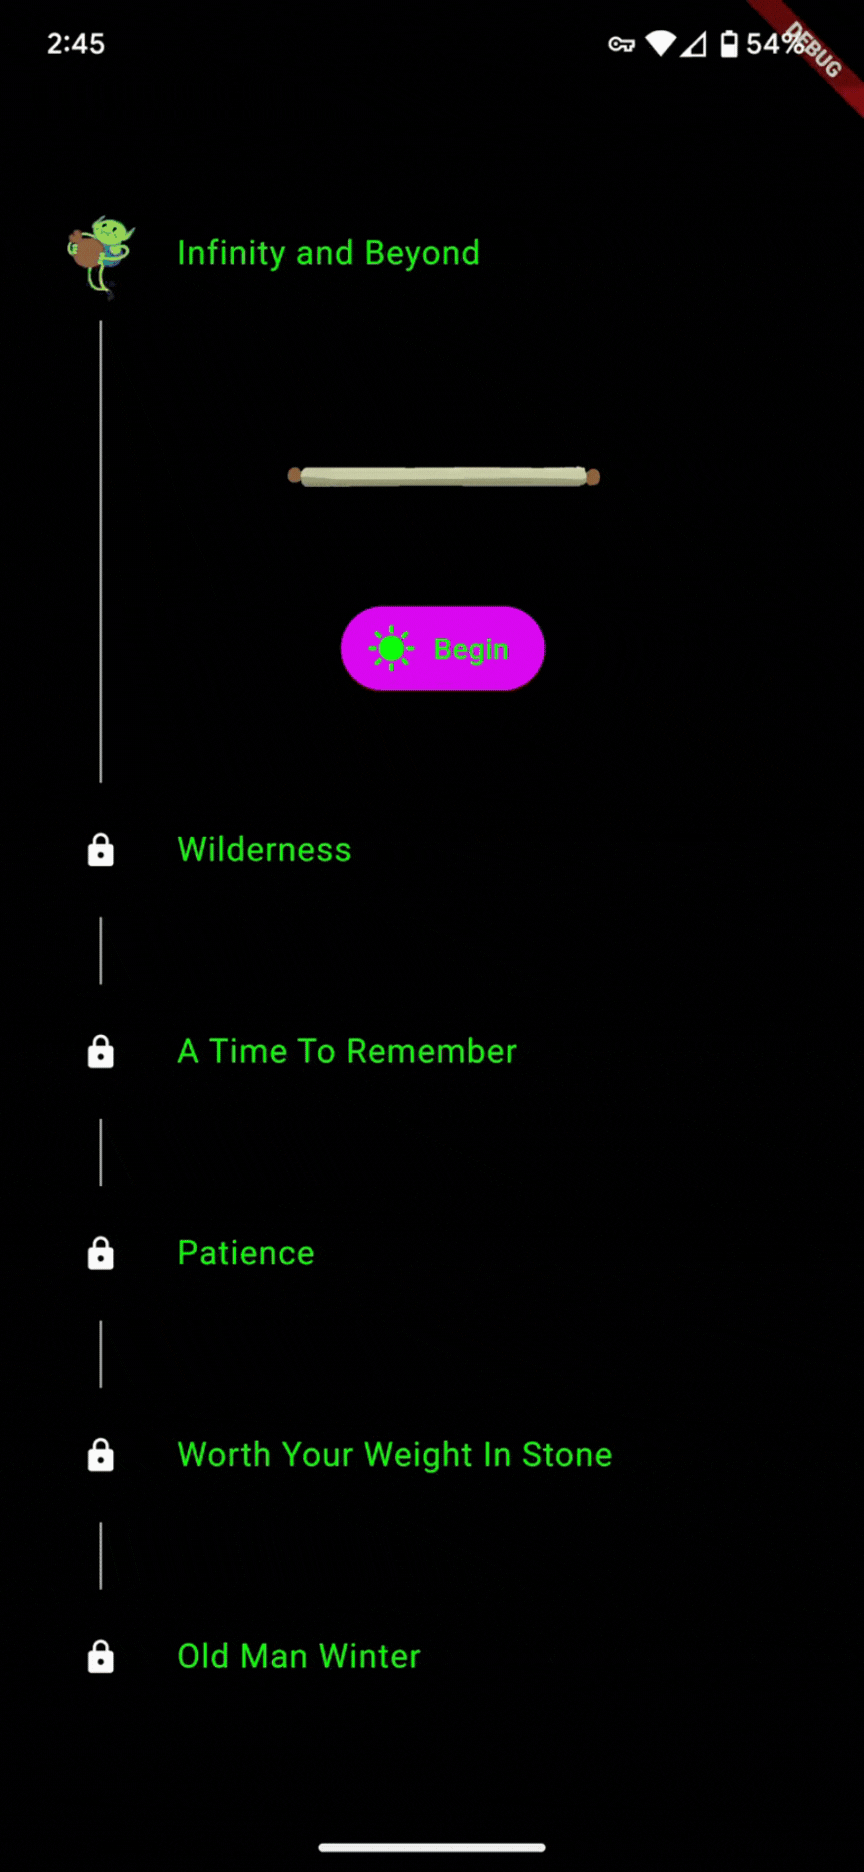 2:45
54%
DEBUG
Infinity and Beyond
Begin
Wilderness
A Time To Remember
Patience
Worth Your Weight In Stone
Old Man Winter